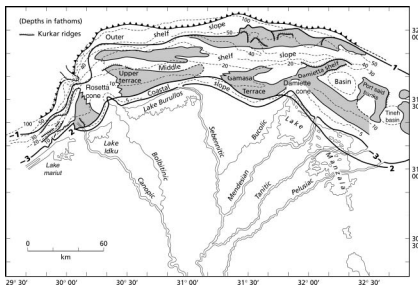 (Depths in fathoms)
Kurkar ridges
Outer shelf slope
shelf slope
Middle
Upper terrace
Rosetta cone
Coastal slope
Gamasa Terrace
Damietta shelf
Damietta cone
Basin
Port said
Tineh basin
Lake Burullos
Lake Idku
Lake mariut
Lake Manzala
Canopic
Bolbitinic
Sebennitic
Bucolic
Mendesian
Tanitic
Pelusiac
0 60
km
29° 30' 30° 00' 30° 30' 31° 00' 31° 30' 32° 00' 32° 30'